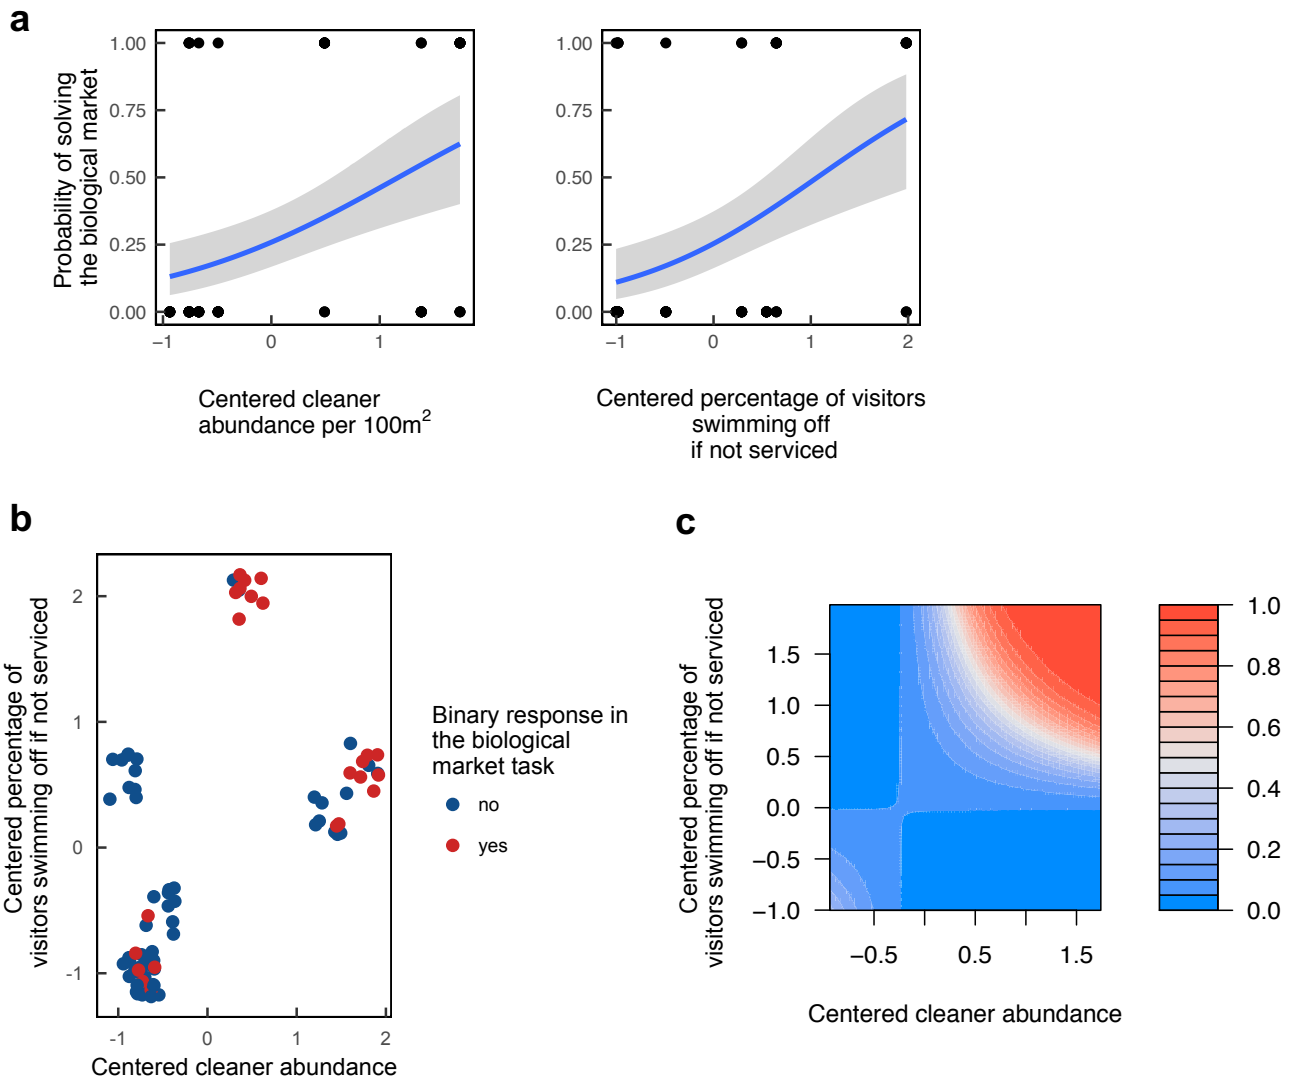 a
Probability of solving
the biological market
1.00
0.75
0.50
0.25
0.00
−1
0
1
Centered cleaner
abundance per 100m²
1.00
0.75
0.50
0.25
0.00
−1
0
1
2
Centered percentage of visitors
swimming off
if not serviced
b
Centered percentage of
visitors swimming off if not serviced
2
1
0
-1
-1
0
1
2
Centered cleaner abundance
Binary response in
the biological
market task
no
yes
c
Centered percentage of
visitors swimming off if not serviced
1.5
1.0
0.5
0.0
−0.5
−1.0
−0.5
0.5
1.5
Centered cleaner abundance
1.0
0.8
0.6
0.4
0.2
0.0